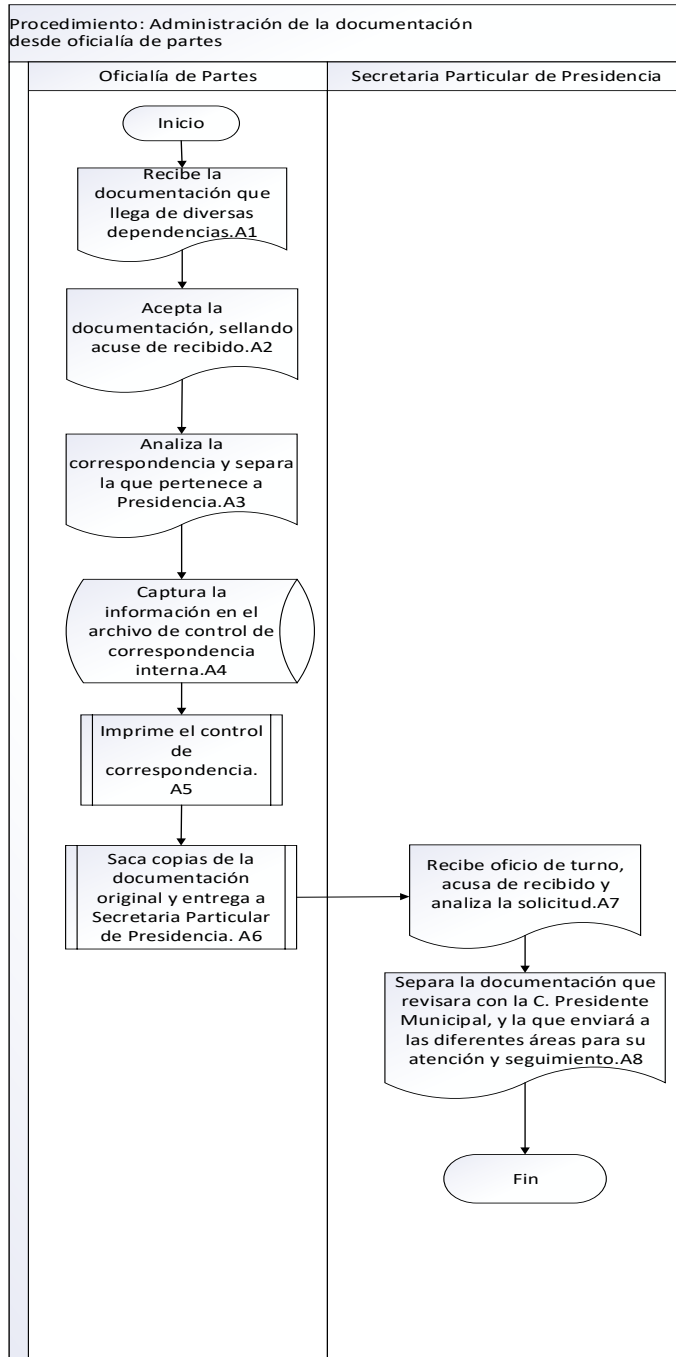 Procedimiento: Administración de la documentación
desde oficialía de partes
Oficialía de Partes
Secretaria Particular de Presidencia
Inicio
Recibe la
documentación que
llega de diversas
dependencias.A1
Acepta la
documentación, sellando
acuse de recibido.A2
Analiza la
correspondencia y separa
la que pertenece a
Presidencia.A3
Captura la
información en el
archivo de control de
correspondencia
interna.A4
Imprime el control
de
correspondencia.
A5
Saca copias de la
documentación
original y entrega a
Secretaria Particular
de Presidencia. A6
Recibe oficio de turno,
acusa de recibido y
analiza la solicitud.A7
Separa la documentación que
revisara con la C. Presidente
Municipal, y la que enviará a
las diferentes áreas para su
atención y seguimiento.A8
Fin